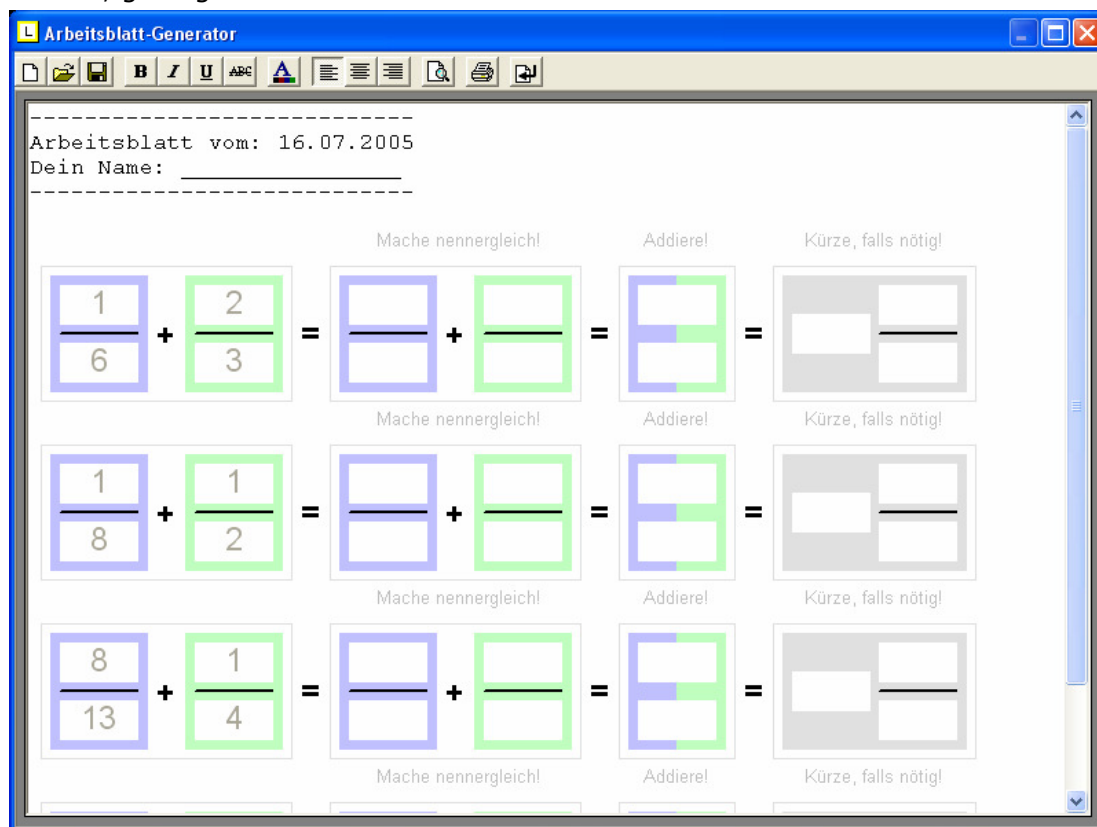 Arbeitsblatt-Generator
B I U ABC A
---------------------------
Arbeitsblatt vom: 16.07.2005
Dein Name: ________________
---------------------------
Mache nennergleich! Addiere! Kürze, falls nötig!
1 2
+ = + = =
6 3
Mache nennergleich! Addiere! Kürze, falls nötig!
1 1
+ = + = =
8 2
Mache nennergleich! Addiere! Kürze, falls nötig!
8 1
+ = + = =
13 4
Mache nennergleich! Addiere! Kürze, falls nötig!